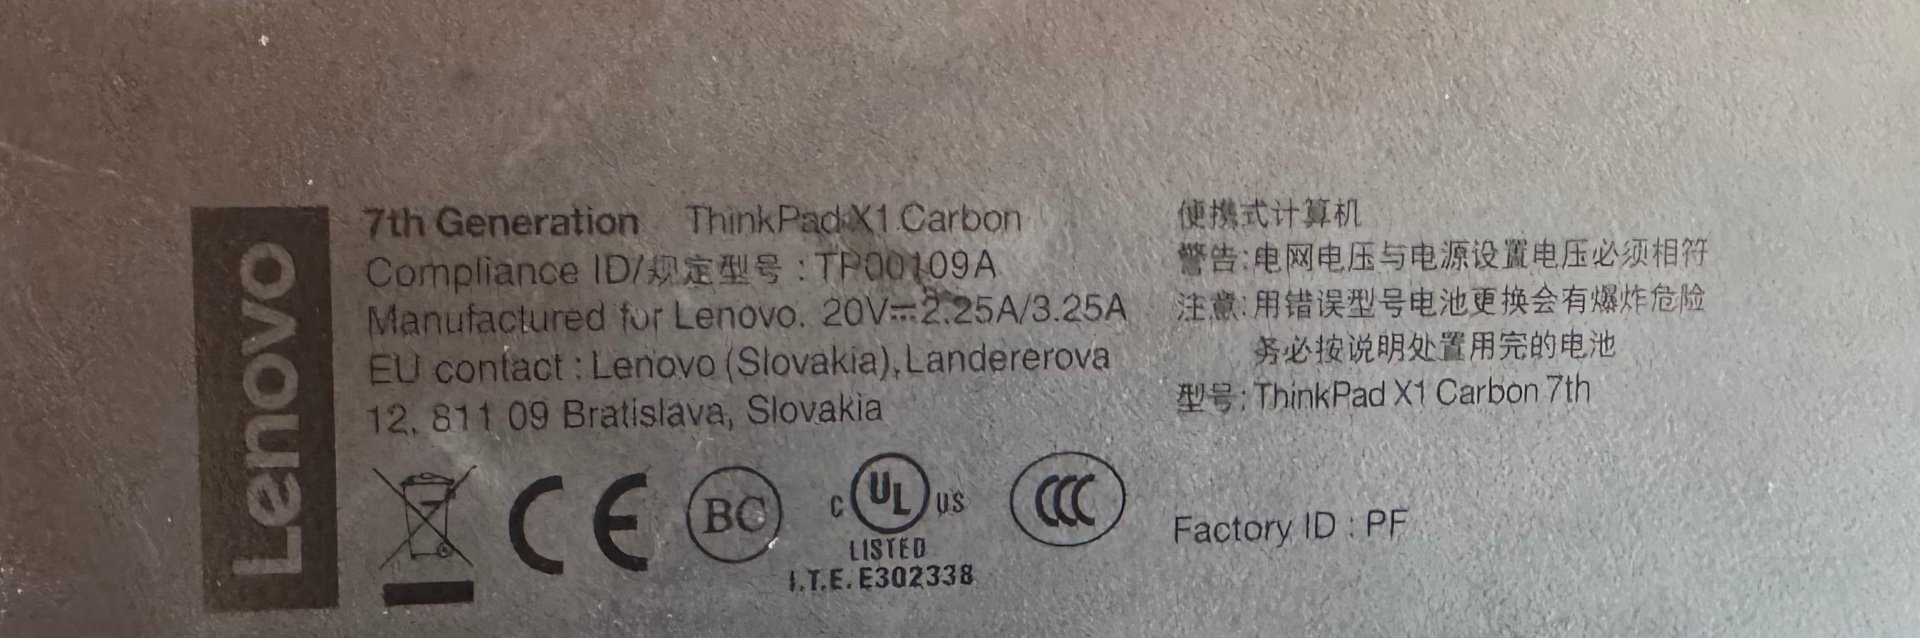 Lenovo
7th Generation ThinkPad X1 Carbon
Compliance ID/规定型号 : TP00109A
Manufactured for Lenovo. 20V⎓2.25A/3.25A
EU contact : Lenovo (Slovakia), Landererova
12, 811 09 Bratislava, Slovakia
CE
BC
c UL us
LISTED
I.T.E. E302338
CCC
便携式计算机
警告: 电网电压与电源设置电压必须相符
注意: 用错误型号电池更换会有爆炸危险
务必按说明处置用完的电池
型号: ThinkPad X1 Carbon 7th
Factory ID : PF